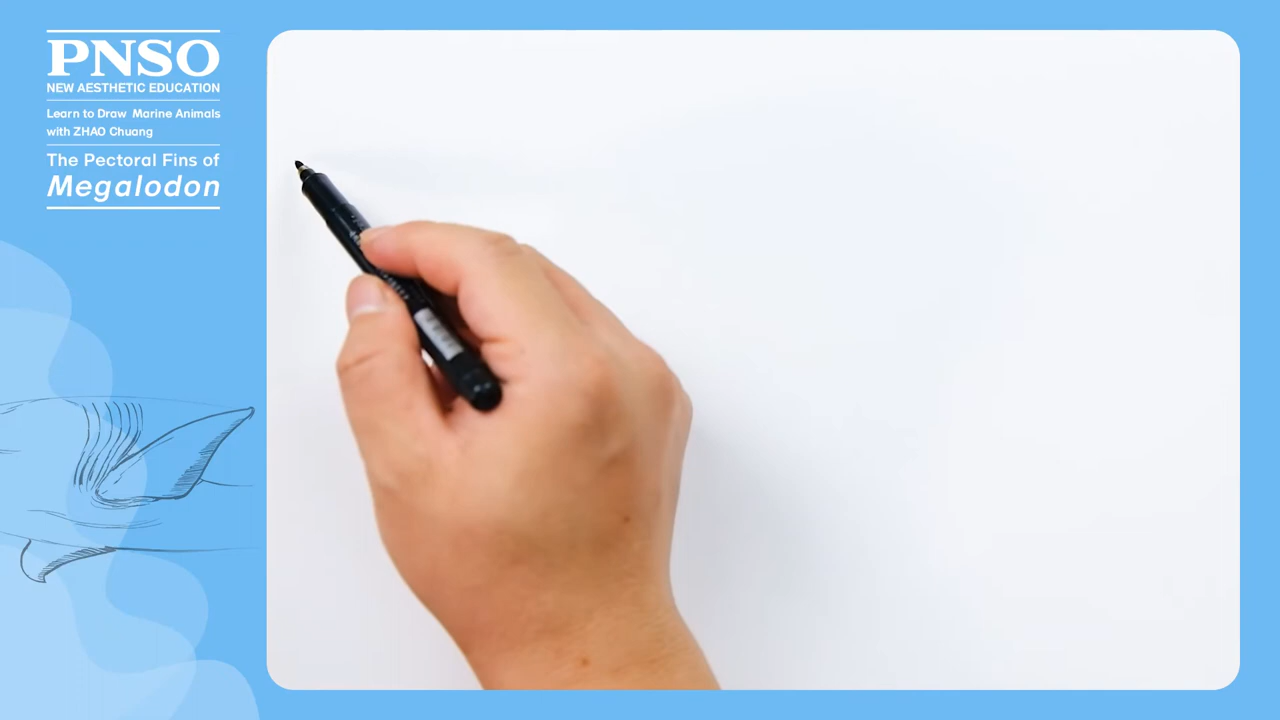 PNSO
NEW AESTHETIC EDUCATION
Learn to Draw Marine Animals
with ZHAO Chuang
The Pectoral Fins of
Megalodon